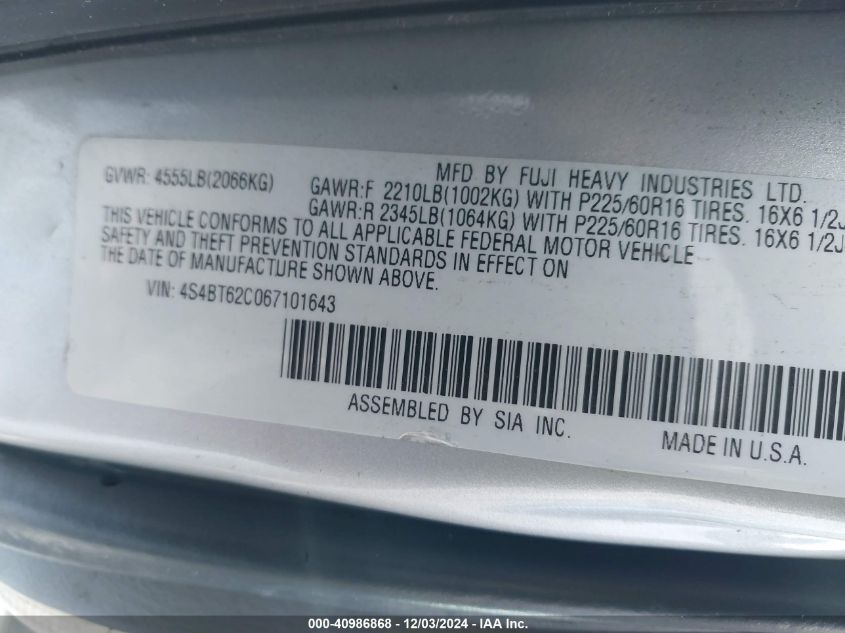 MFD BY FUJI HEAVY INDUSTRIES LTD.
GVWR: 4555LB(2066KG)
GAWR:F 2210LB(1002KG) WITH P225/60R16 TIRES. 16X6 1/2J
GAWR:R 2345LB(1064KG) WITH P225/60R16 TIRES. 16X6 1/2J
THIS VEHICLE CONFORMS TO ALL APPLICABLE FEDERAL MOTOR VEHICLE
SAFETY AND THEFT PREVENTION STANDARDS IN EFFECT ON
THE DATE OF MANUFACTURE SHOWN ABOVE.
VIN: 4S4BT62C067101643
ASSEMBLED BY SIA INC.
MADE IN U.S.A.
000-40986868 - 12/03/2024 - IAAI Inc.